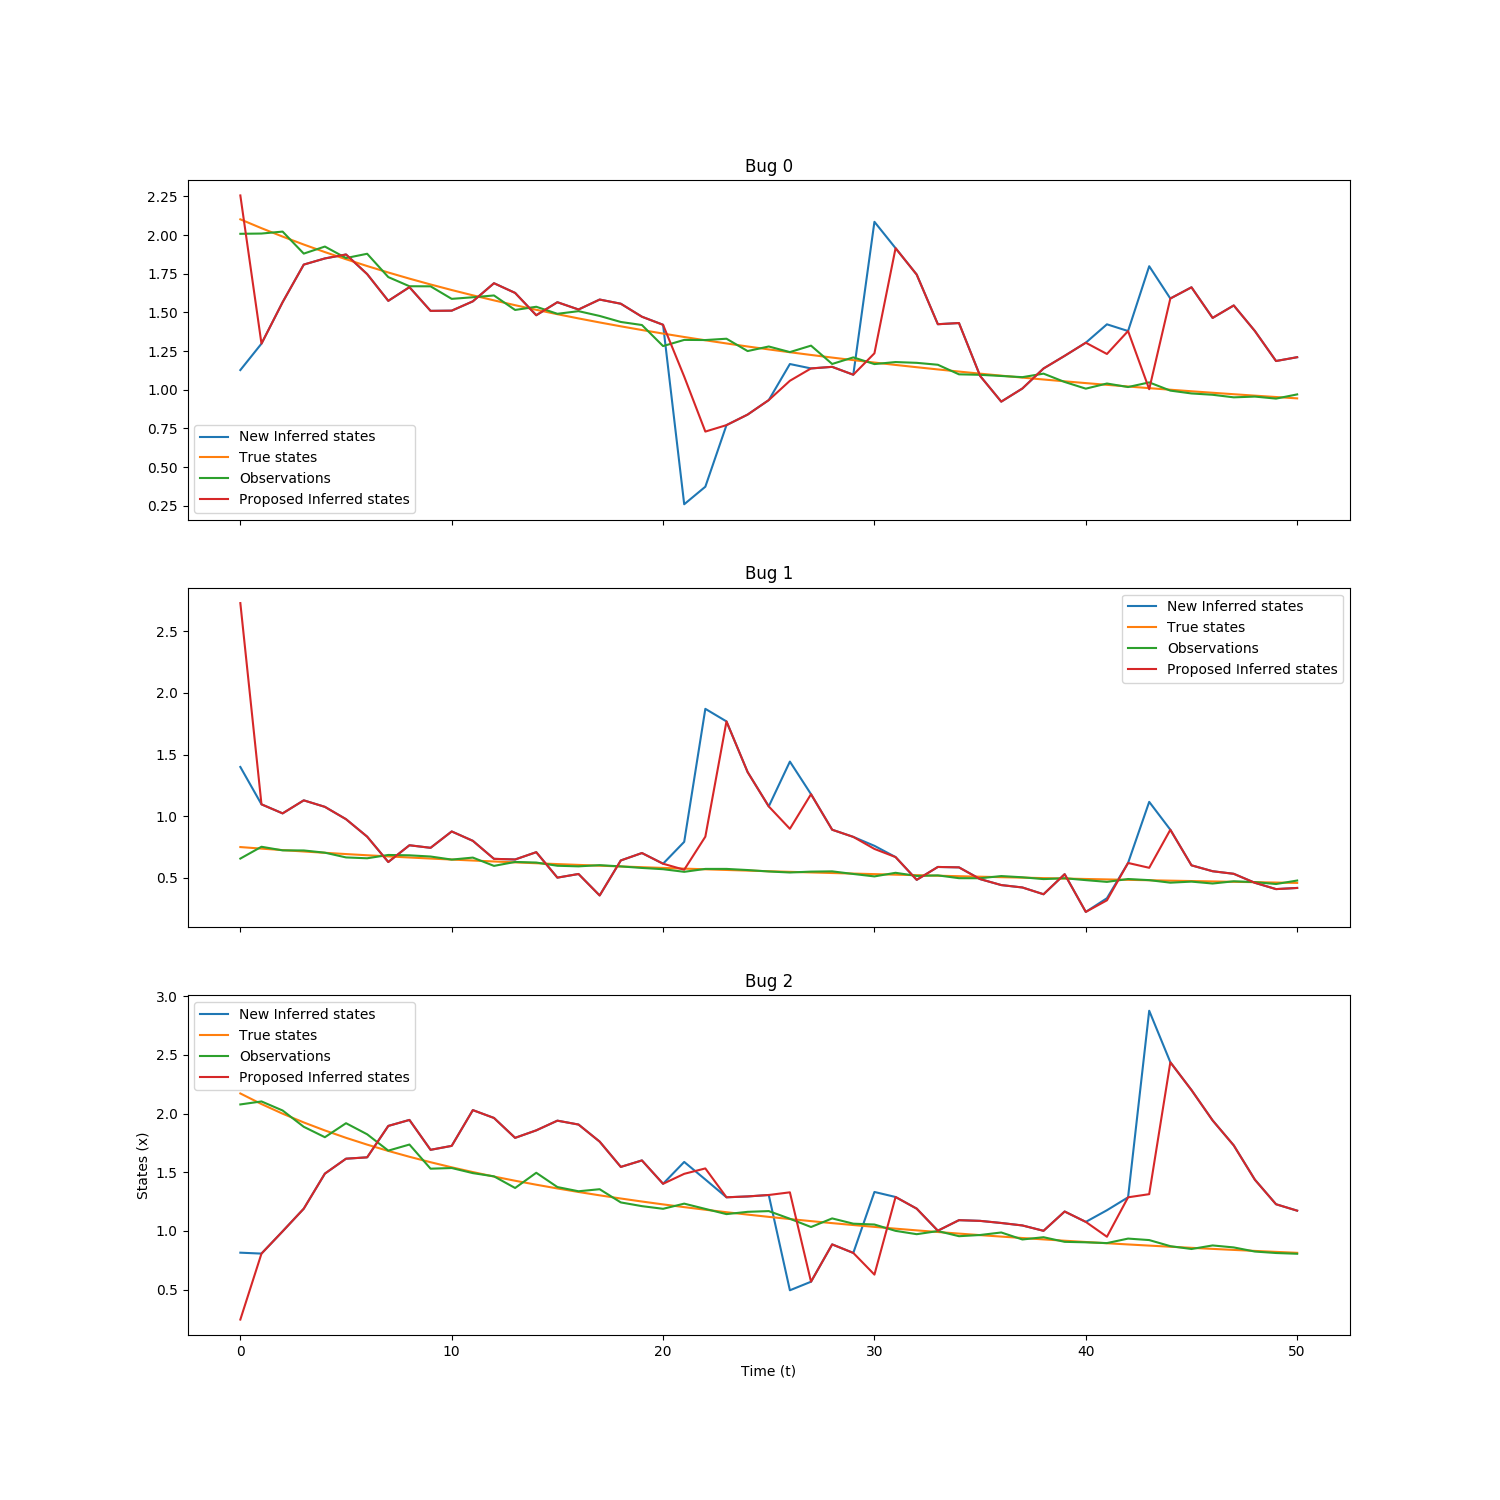 Bug 0
2.25
2.00
1.75
1.50
1.25
1.00
0.75
0.50
0.25
New Inferred states
True states
Observations
Proposed Inferred states
Bug 1
2.5
2.0
1.5
1.0
0.5
New Inferred states
True states
Observations
Proposed Inferred states
Bug 2
3.0
2.5
2.0
1.5
1.0
0.5
States (x)
New Inferred states
True states
Observations
Proposed Inferred states
0 10 20 30 40 50
Time (t)